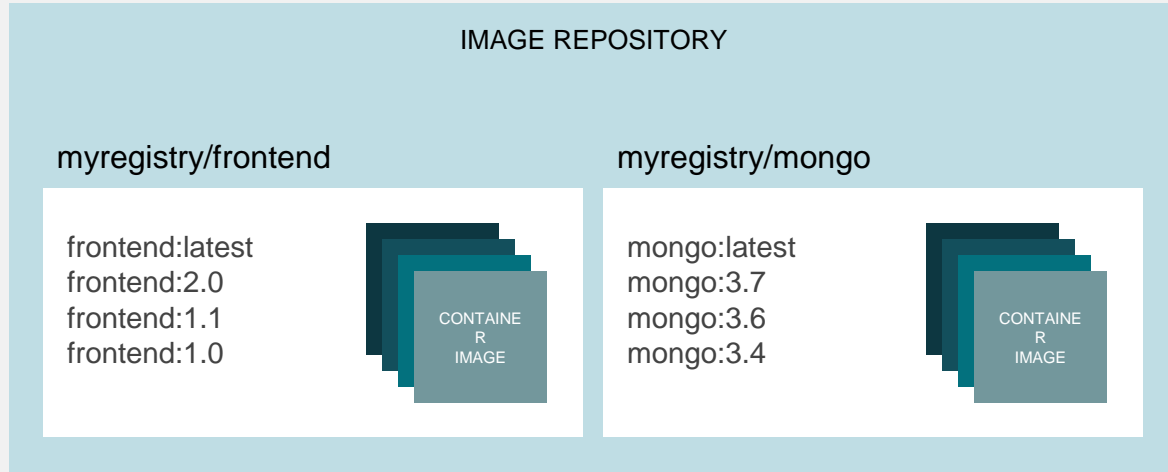 IMAGE REPOSITORY
myregistry/frontend
frontend:latest
frontend:2.0
frontend:1.1
frontend:1.0
CONTAINE
R
IMAGE
myregistry/mongo
mongo:latest
mongo:3.7
mongo:3.6
mongo:3.4
CONTAINE
R
IMAGE